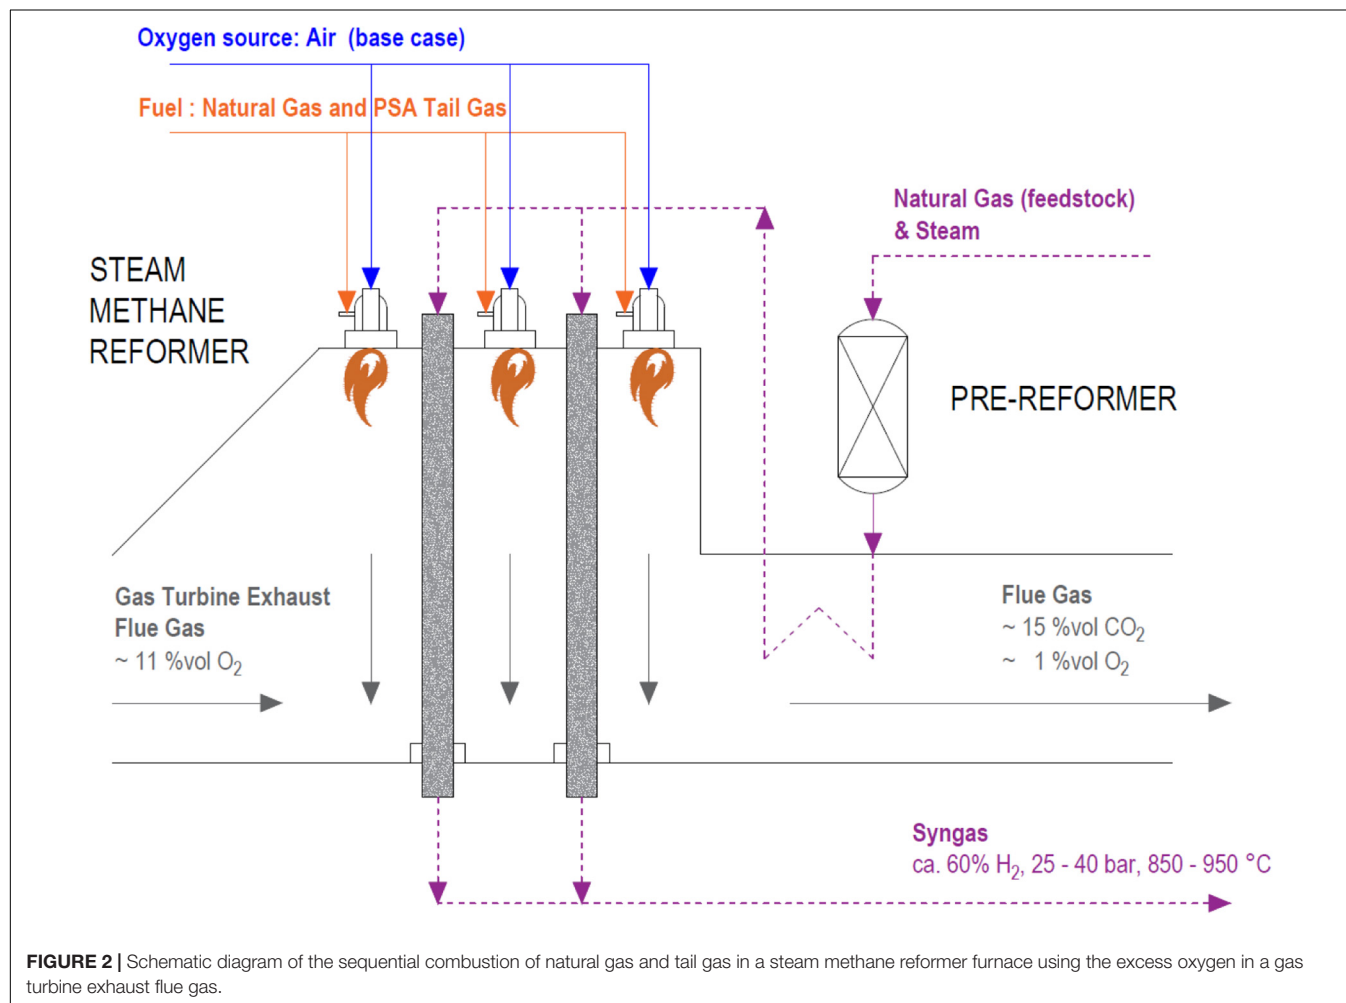 Oxygen source: Air (base case)
Fuel : Natural Gas and PSA Tail Gas
Natural Gas (feedstock)
& Steam
STEAM
METHANE
REFORMER
PRE-REFORMER
Gas Turbine Exhaust
Flue Gas
~ 11 %vol O₂
Flue Gas
~ 15 %vol CO₂
~ 1 %vol O₂
Syngas
ca. 60% H₂, 25 - 40 bar, 850 - 950 °C
FIGURE 2 | Schematic diagram of the sequential combustion of natural gas and tail gas in a steam methane reformer furnace using the excess oxygen in a gas
turbine exhaust flue gas.